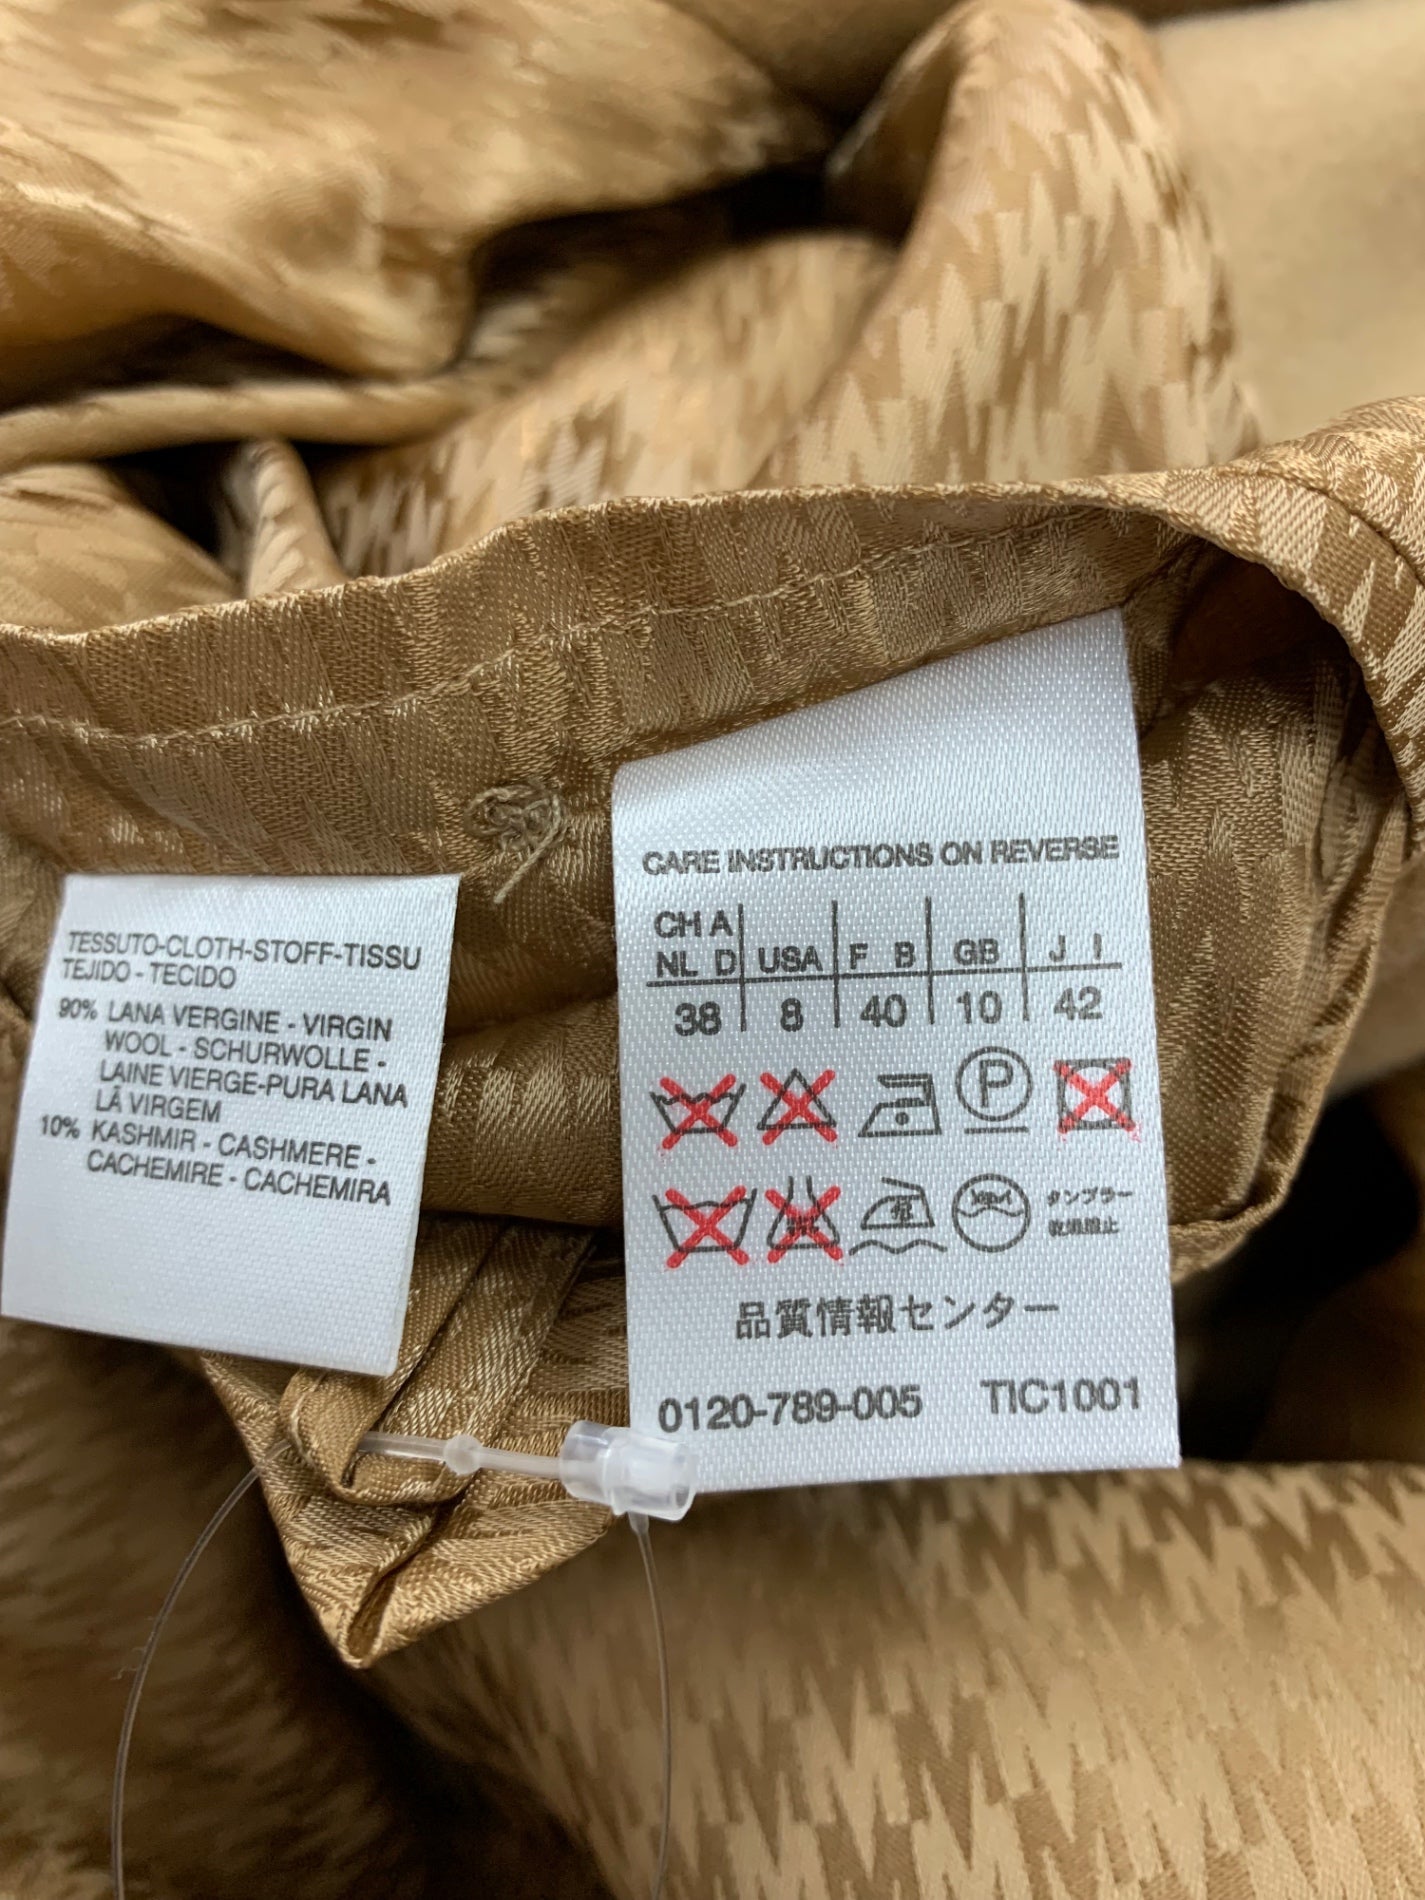 TESSUTO-CLOTH-STOFF-TISSU
TEJIDO - TECIDO
90% LANA VERGINE - VIRGIN
WOOL - SCHURWOLLE -
LAINE VIERGE-PURA LANA
LÂ VIRGEM
10% KASHMIR - CASHMERE -
CACHEMIRE - CACHEMIRA
CARE INSTRUCTIONS ON REVERSE
CH A
NL D USA F B GB J I
38 8 40 10 42
P
タンブラー
乾燥阻止
品質情報センター
0120-789-005 TIC1001